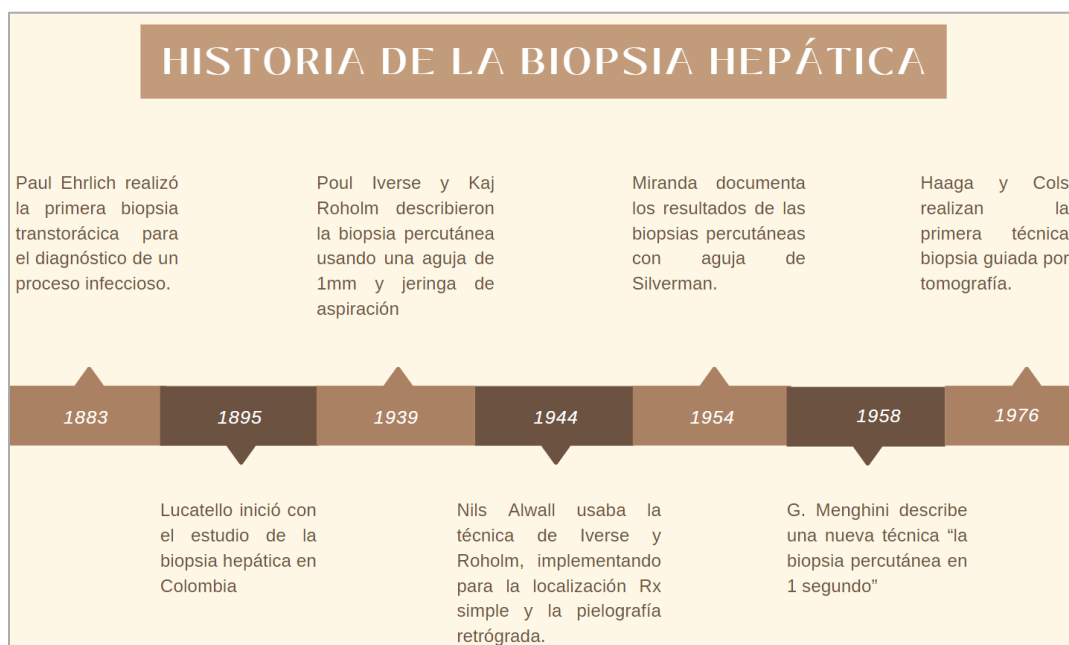 HISTORIA DE LA BIOPSIA HEPÁTICA
Paul Ehrlich realizó
la primera biopsia
transtorácica para
el diagnóstico de un
proceso infeccioso.
Poul Iverse y Kaj
Roholm describieron
la biopsia percutánea
usando una aguja de
1mm y jeringa de
aspiración
Miranda documenta
los resultados de las
biopsias percutáneas
con aguja de
Silverman.
Haaga y Cols
realizan la
primera técnica
biopsia guiada por
tomografía.
1883
1895
1939
1944
1954
1958
1976
Lucatello inició con
el estudio de la
biopsia hepática en
Colombia
Nils Alwall usaba la
técnica de Iverse y
Roholm, implementando
para la localización Rx
simple y la pielografía
retrógrada.
G. Menghini describe
una nueva técnica “la
biopsia percutánea en
1 segundo”